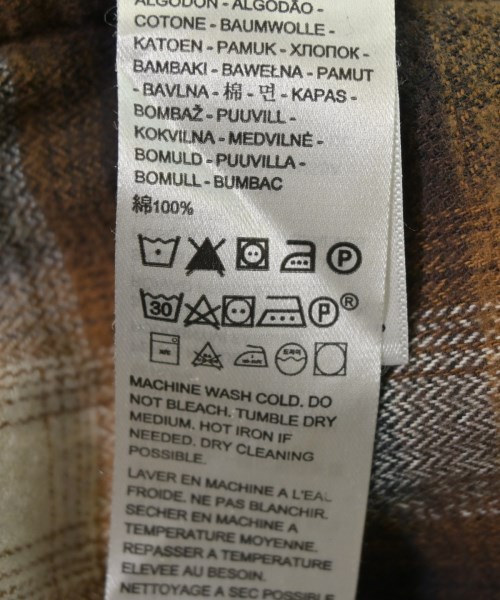 ALGODÓN - ALGODÃO -
COTONE - BAUMWOLLE -
KATOEN - PAMUK - ХЛОПОК -
BAMBAKI - BAWEŁNA - PAMUT
- BAVLNA - 棉 - 면 - KAPAS -
BOMBAŽ - PUUVILL -
KOKVILNA - MEDVILNĖ -
BOMULD - PUUVILLA -
BOMULL - BUMBAC
綿100%
P
30 P ®
MACHINE WASH COLD. DO
NOT BLEACH. TUMBLE DRY
MEDIUM. HOT IRON IF
NEEDED. DRY CLEANING
POSSIBLE.
LAVER EN MACHINE A L'EAU
FROIDE. NE PAS BLANCHIR.
SECHER EN MACHINE A
TEMPERATURE MOYENNE.
REPASSER A TEMPERATURE
ELEVEE AU BESOIN.
NETTOYAGE A SEC POSSIBLE